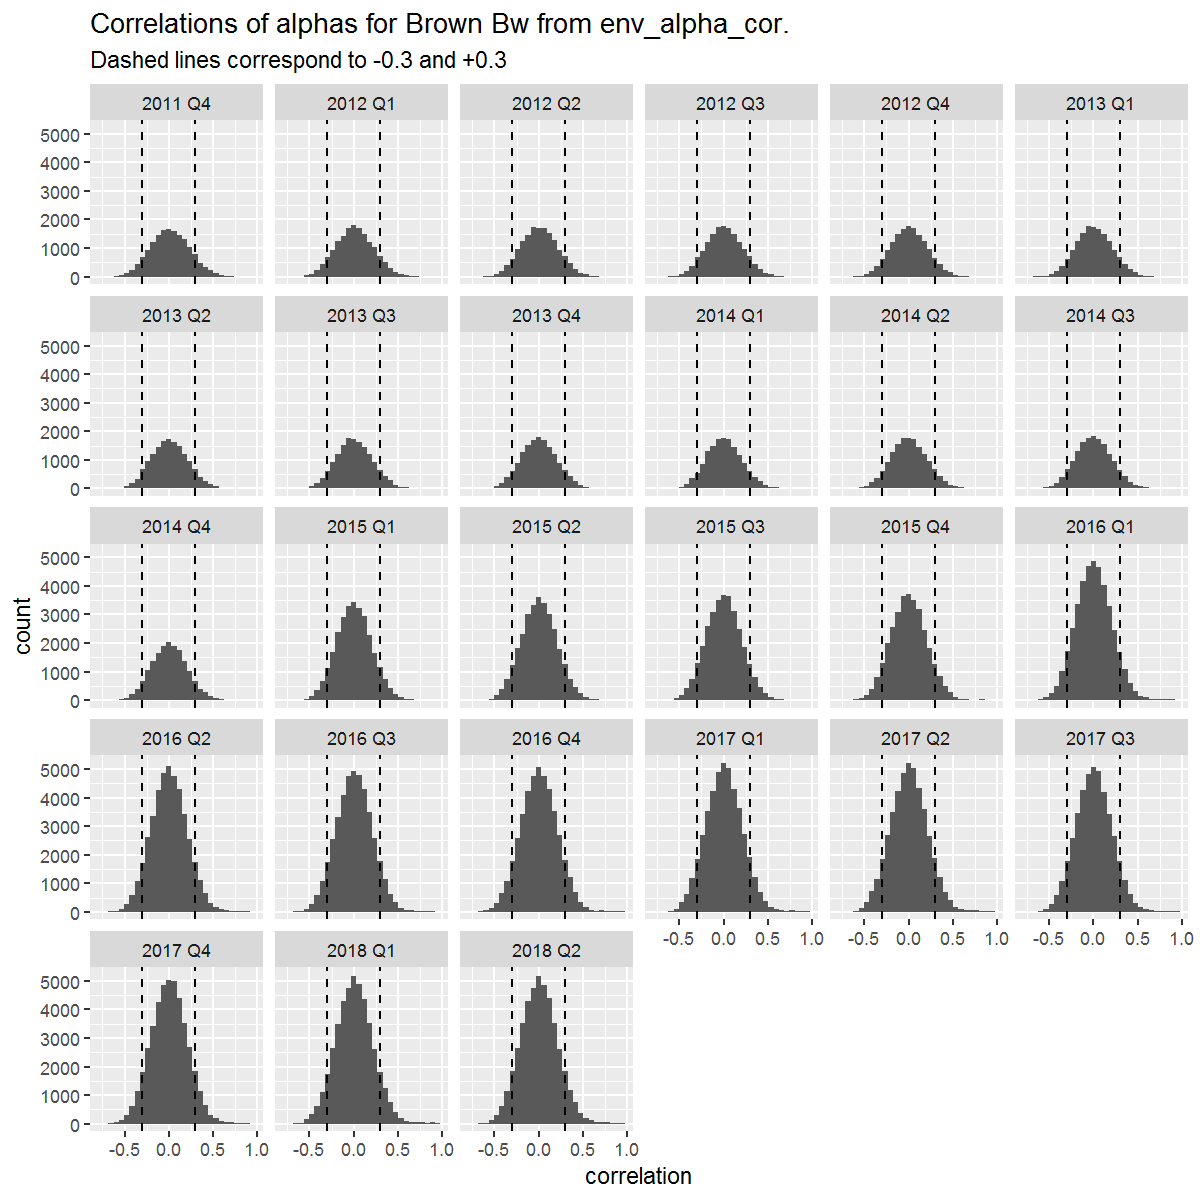 Correlations of alphas for Brown Bw from env_alpha_cor.
Dashed lines correspond to -0.3 and +0.3
2011 Q4 2012 Q1 2012 Q2 2012 Q3 2012 Q4 2013 Q1
5000
4000
3000
2000
1000
0
2013 Q2 2013 Q3 2013 Q4 2014 Q1 2014 Q2 2014 Q3
5000
4000
3000
2000
1000
0
2014 Q4 2015 Q1 2015 Q2 2015 Q3 2015 Q4 2016 Q1
5000
4000
3000
2000
1000
0
count
2016 Q2 2016 Q3 2016 Q4 2017 Q1 2017 Q2 2017 Q3
5000
4000
3000
2000
1000
0
-0.5 0.0 0.5 1.0 -0.5 0.0 0.5 1.0 -0.5 0.0 0.5 1.0
2017 Q4 2018 Q1 2018 Q2
5000
4000
3000
2000
1000
0
-0.5 0.0 0.5 1.0 -0.5 0.0 0.5 1.0 -0.5 0.0 0.5 1.0
correlation